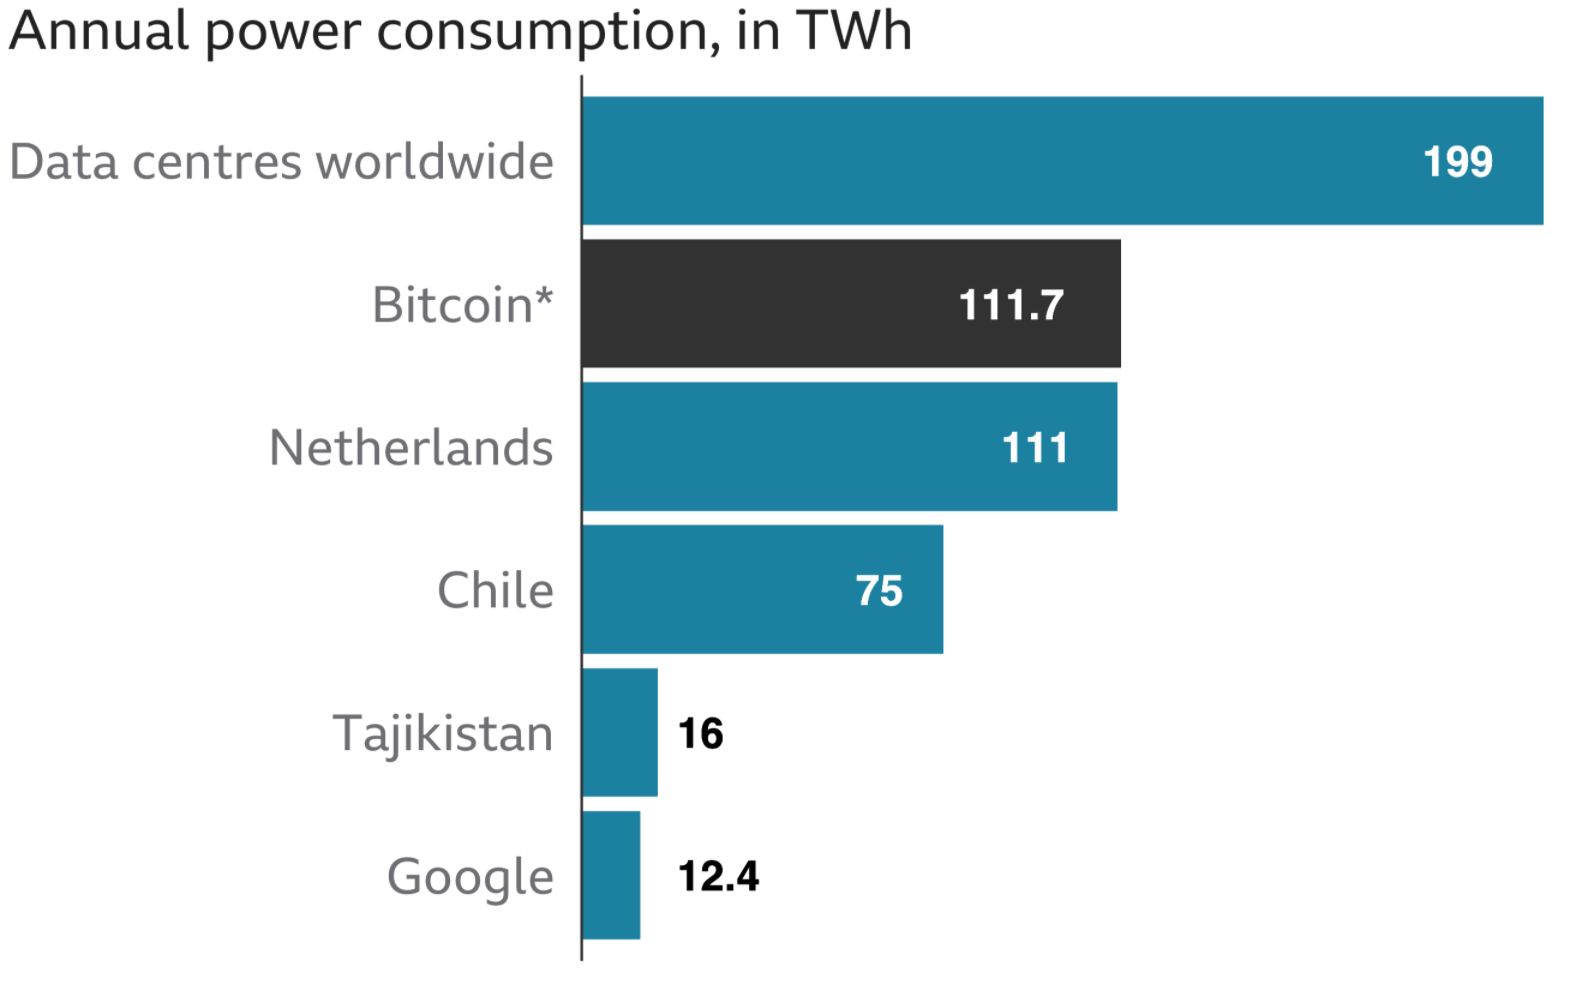 Annual power consumption, in TWh
Data centres worldwide 199
Bitcoin* 111.7
Netherlands 111
Chile 75
Tajikistan 16
Google 12.4